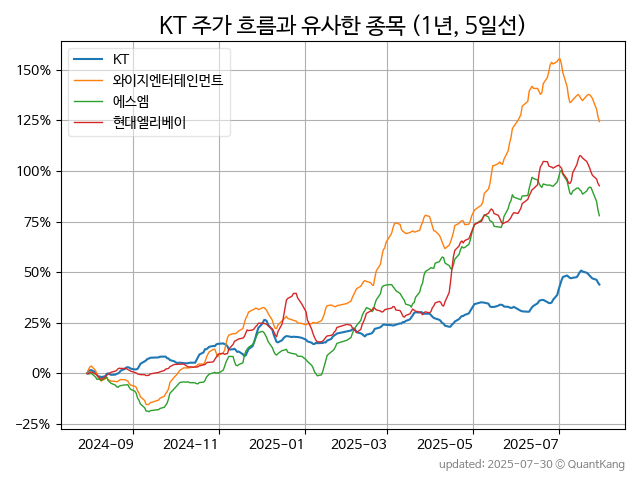 KT 주가 흐름과 유사한 종목 (1년, 5일선)
KT
와이지엔터테인먼트
에스엠
현대엘리베이
150%
125%
100%
75%
50%
25%
0%
−25%
2024-09
2024-11
2025-01
2025-03
2025-05
2025-07
updated: 2025-07-30 © QuantKang